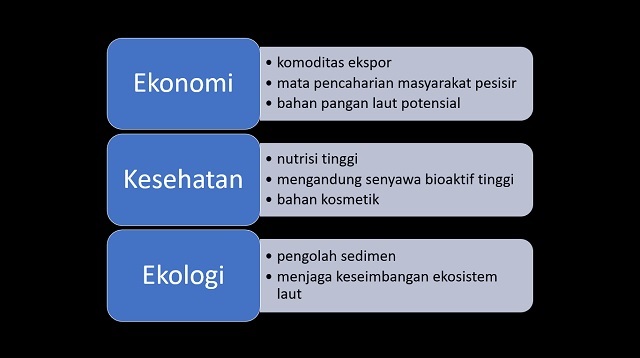 Ekonomi
• komoditas ekspor
• mata pencaharian masyarakat pesisir
• bahan pangan laut potensial
Kesehatan
• nutrisi tinggi
• mengandung senyawa bioaktif tinggi
• bahan kosmetik
Ekologi
• pengolah sedimen
• menjaga keseimbangan ekosistem
laut